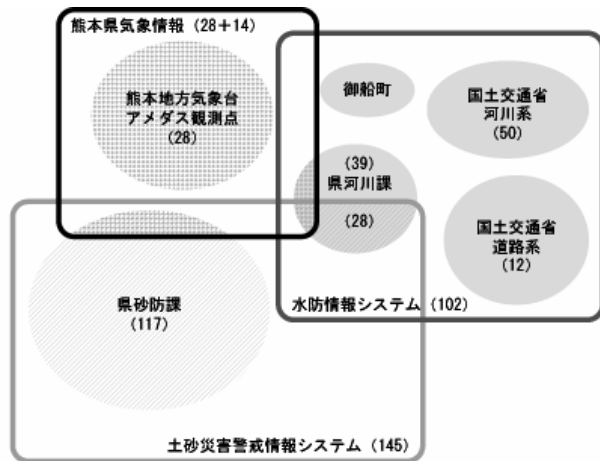 熊本県気象情報(28+14)
熊本地方気象台
アメダス観測点
(28)
御船町
国土交通省
河川系
(50)
(39)
県河川課
(28)
国土交通省
道路系
(12)
県砂防課
(117)
水防情報システム(102)
土砂災害警戒情報システム(145)